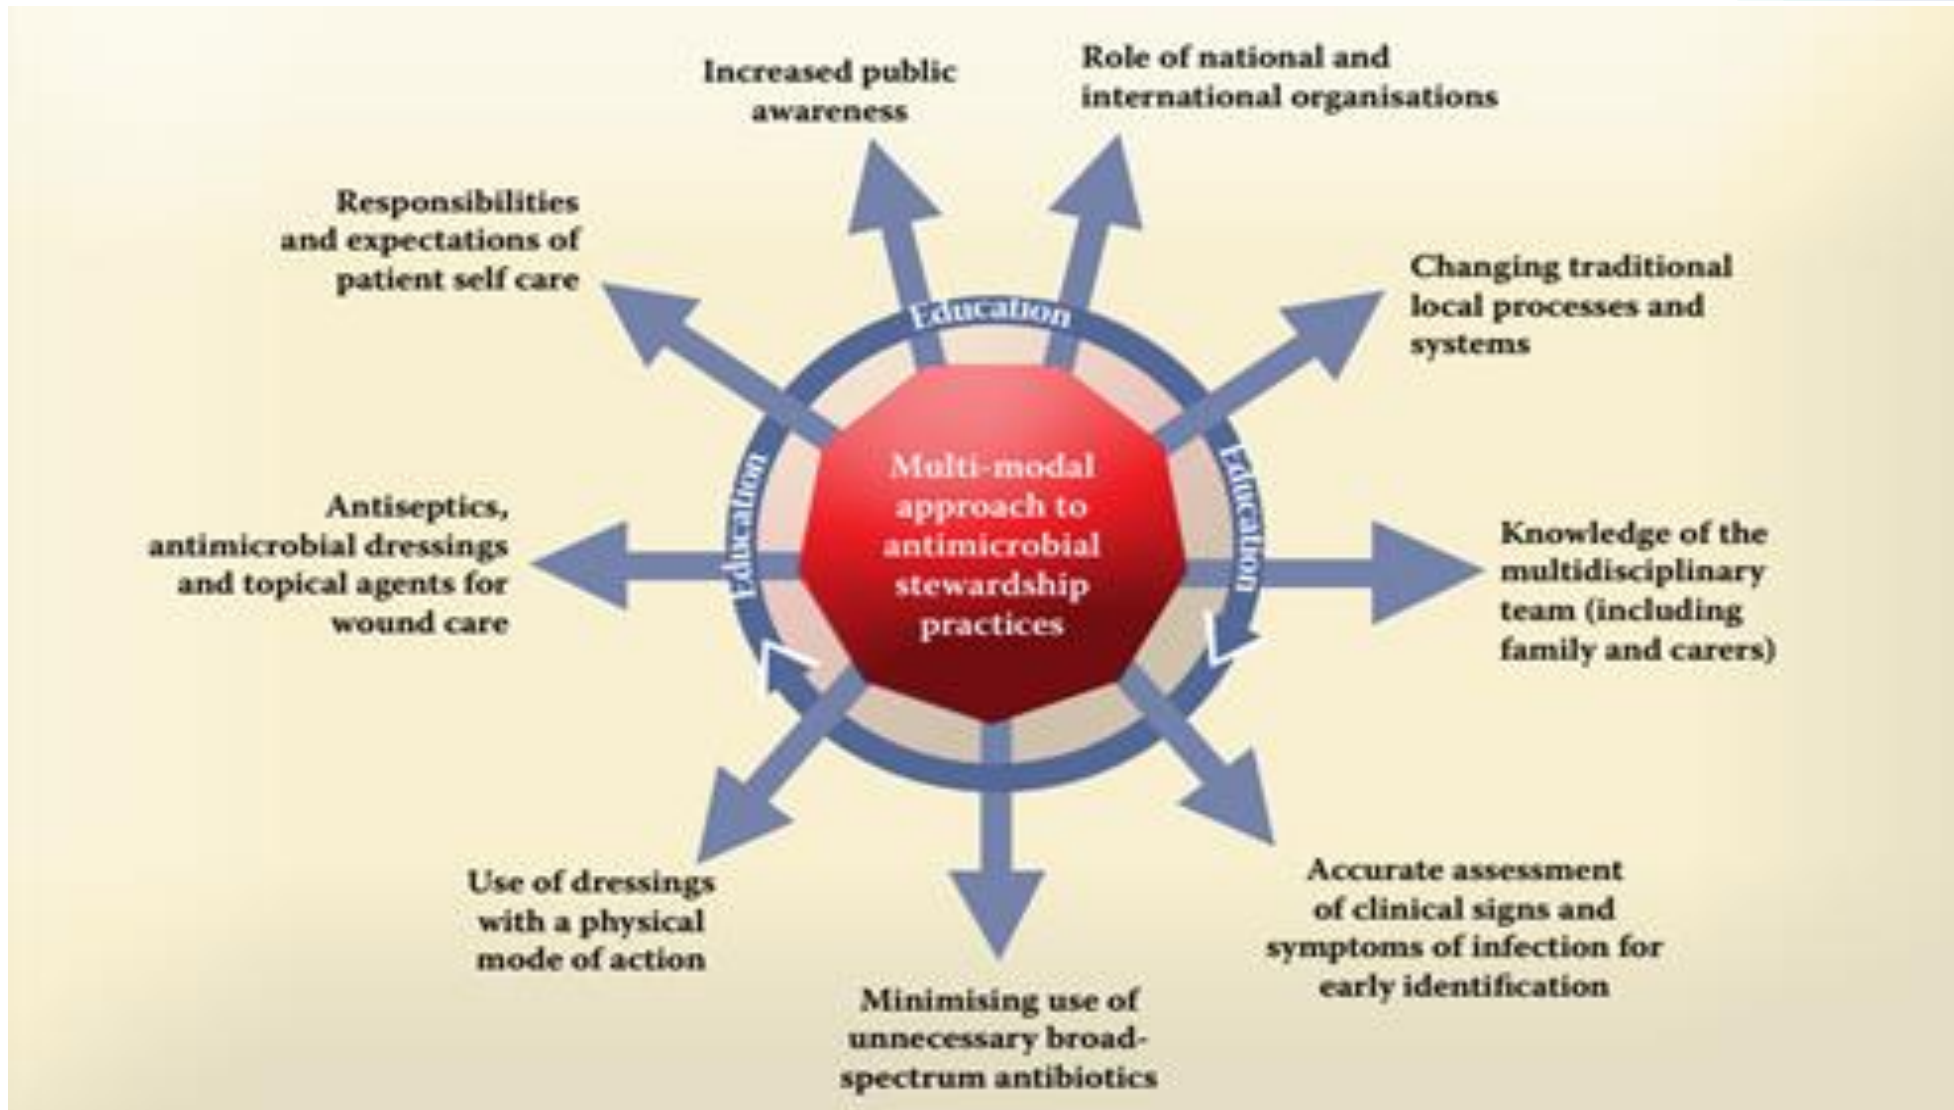 Increased public
awareness
Role of national and
international organisations
Responsibilities
and expectations of
patient self care
Changing traditional
local processes and
systems
Education
Education
Education
Multi-modal
approach to
antimicrobial
stewardship
practices
Antiseptics,
antimicrobial dressings
and topical agents for
wound care
Knowledge of the
multidisciplinary
team (including
family and carers)
Use of dressings
with a physical
mode of action
Accurate assessment
of clinical signs and
symptoms of infection for
early identification
Minimising use of
unnecessary broad-
spectrum antibiotics